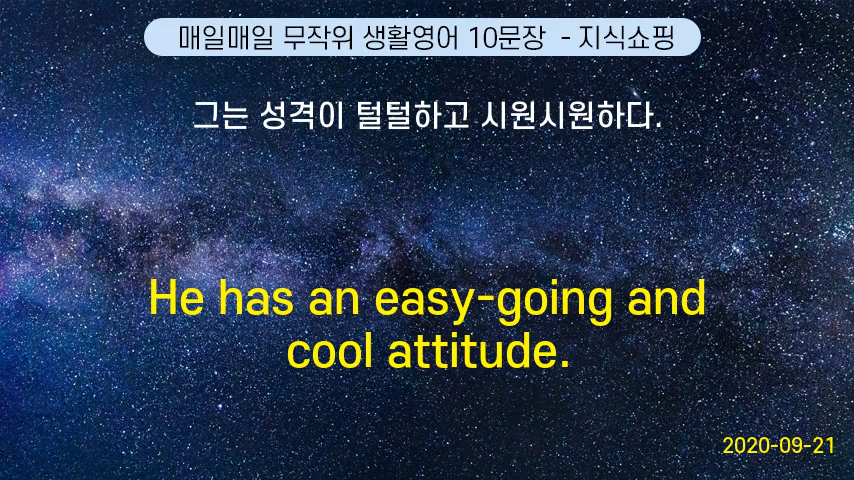 매일매일 무작위 생활영어 10문장 - 지식쇼핑
그는 성격이 털털하고 시원시원하다.
He has an easy-going and
cool attitude.
2020-09-21